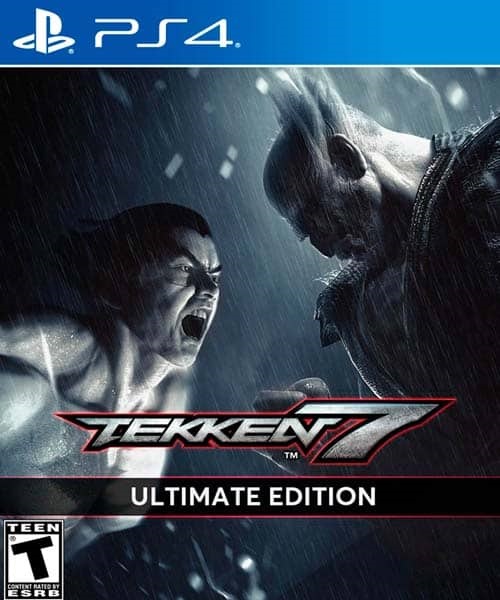 PS4
TEKKEN 7
TM
ULTIMATE EDITION
TEEN
T
CONTENT RATED BY
ESRB